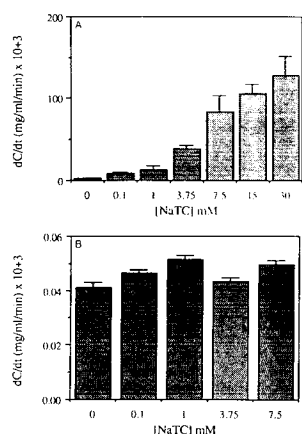 A
dC/dt (mg/ml/min) x 10+3
200
100
0
0 0.1 1 3.75 7.5 15 30
[NaTC] mM
B
dC/dt (mg/ml/min) x 10+3
0.06
0.04
0.02
0.00
0 0.1 1 3.75 7.5
[NaTC] mM